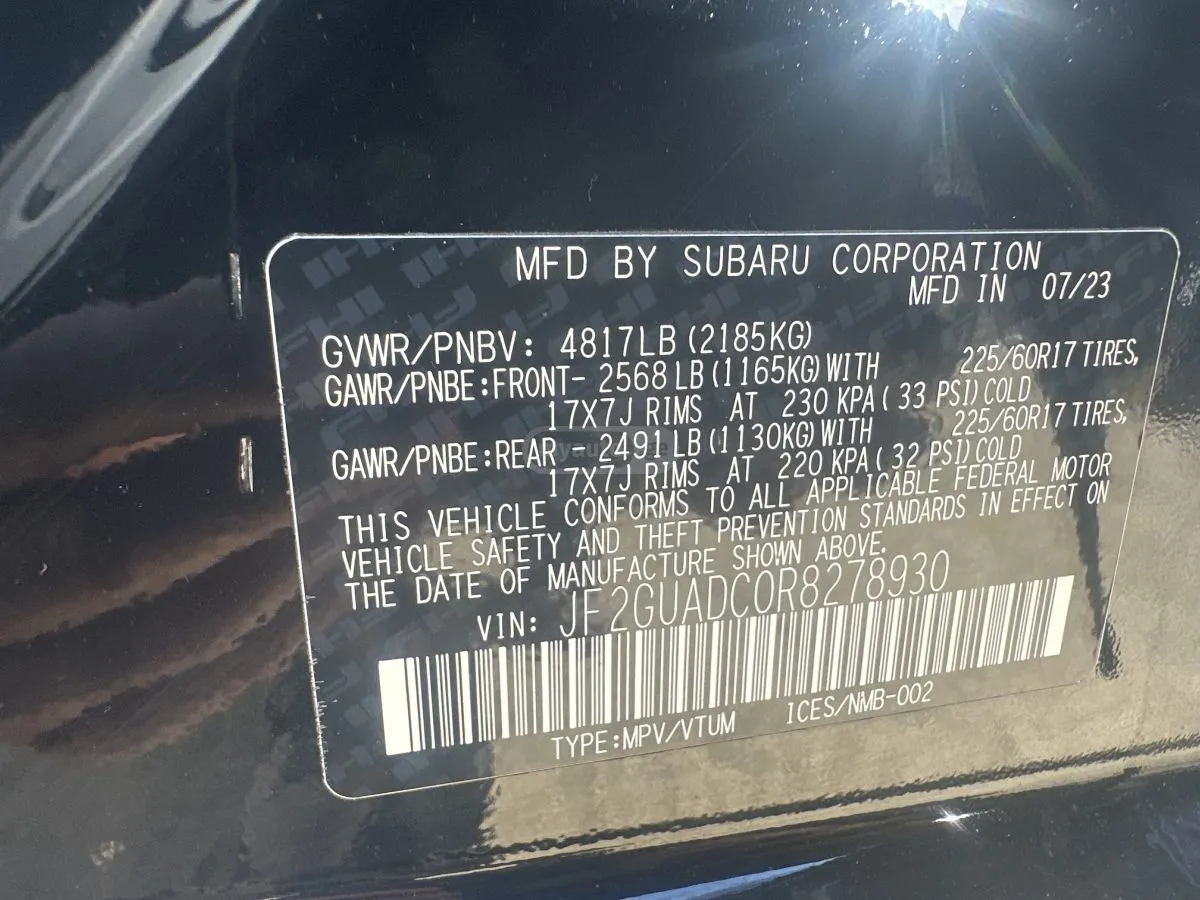 MFD BY SUBARU CORPORATION
MFD IN 07/23
GVWR/PNBV: 4817LB (2185KG)
GAWR/PNBE:FRONT- 2568 LB (1165KG) WITH 225/60R17 TIRES,
17X7J RIMS AT 230 KPA ( 33 PSI) COLD
GAWR/PNBE:REAR - 2491 LB (1130KG) WITH 225/60R17 TIRES,
17X7J RIMS AT 220 KPA ( 32 PSI) COLD
THIS VEHICLE CONFORMS TO ALL APPLICABLE FEDERAL MOTOR
VEHICLE SAFETY AND THEFT PREVENTION STANDARDS IN EFFECT ON
THE DATE OF MANUFACTURE SHOWN ABOVE.
VIN: JF2GUADC0R8278930
TYPE:MPV/VTUM ICES/NMB-002